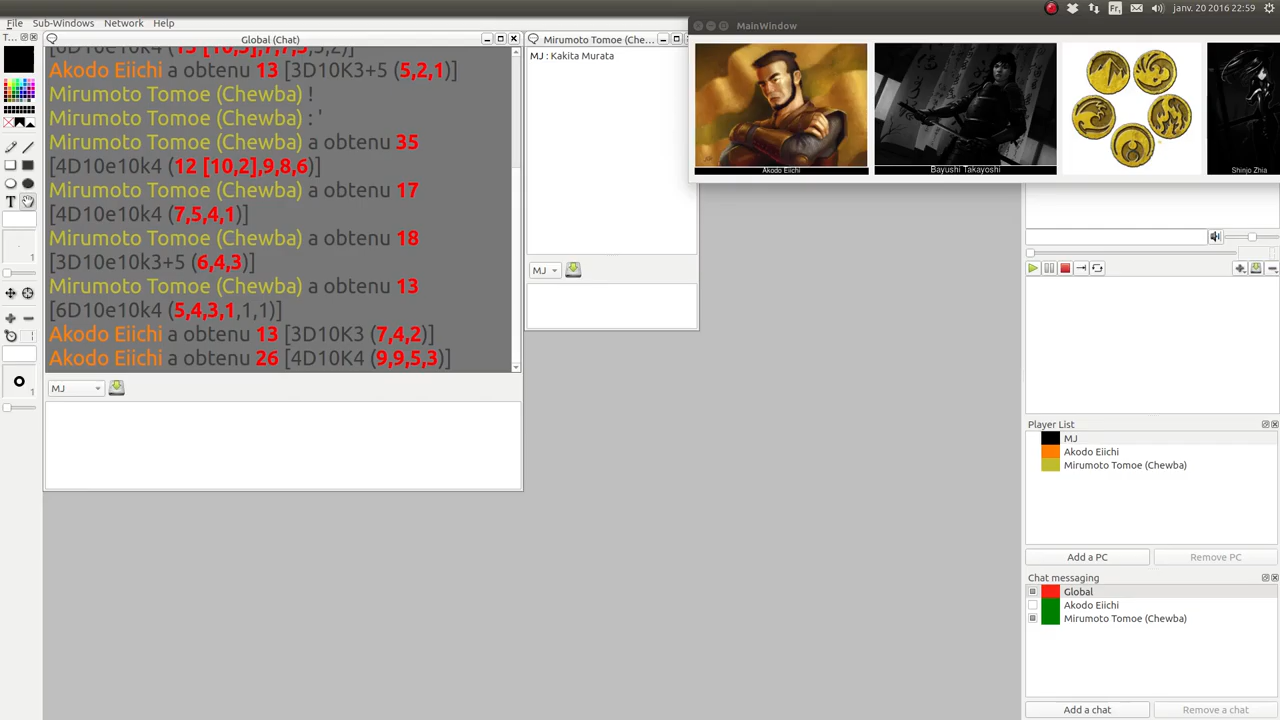 janv. 20 2016 22:59
Fr
File Sub-Windows Network Help
MainWindow
T...
Global (Chat)
Akodo Eiichi a obtenu 13 [3D10K3+5 (5,2,1)]
Mirumoto Tomoe (Chewba) !
Mirumoto Tomoe (Chewba) : '
Mirumoto Tomoe (Chewba) a obtenu 35
[4D10e10k4 (12 [10,2],9,8,6)]
Mirumoto Tomoe (Chewba) a obtenu 17
[4D10e10k4 (7,5,4,1)]
Mirumoto Tomoe (Chewba) a obtenu 18
[3D10e10k3+5 (6,4,3)]
Mirumoto Tomoe (Chewba) a obtenu 13
[6D10e10k4 (5,4,3,1,1,1)]
Akodo Eiichi a obtenu 13 [3D10K3 (7,4,2)]
Akodo Eiichi a obtenu 26 [4D10K4 (9,9,5,3)]
MJ
Mirumoto Tomoe (Che...
MJ : Kakita Murata
MJ
Akodo Eiichi
Bayushi Takayoshi
Shinjo Zhia
T
1
1
Player List
MJ
Akodo Eiichi
Mirumoto Tomoe (Chewba)
Add a PC
Remove PC
Chat messaging
Global
Akodo Eiichi
Mirumoto Tomoe (Chewba)
Add a chat
Remove a chat